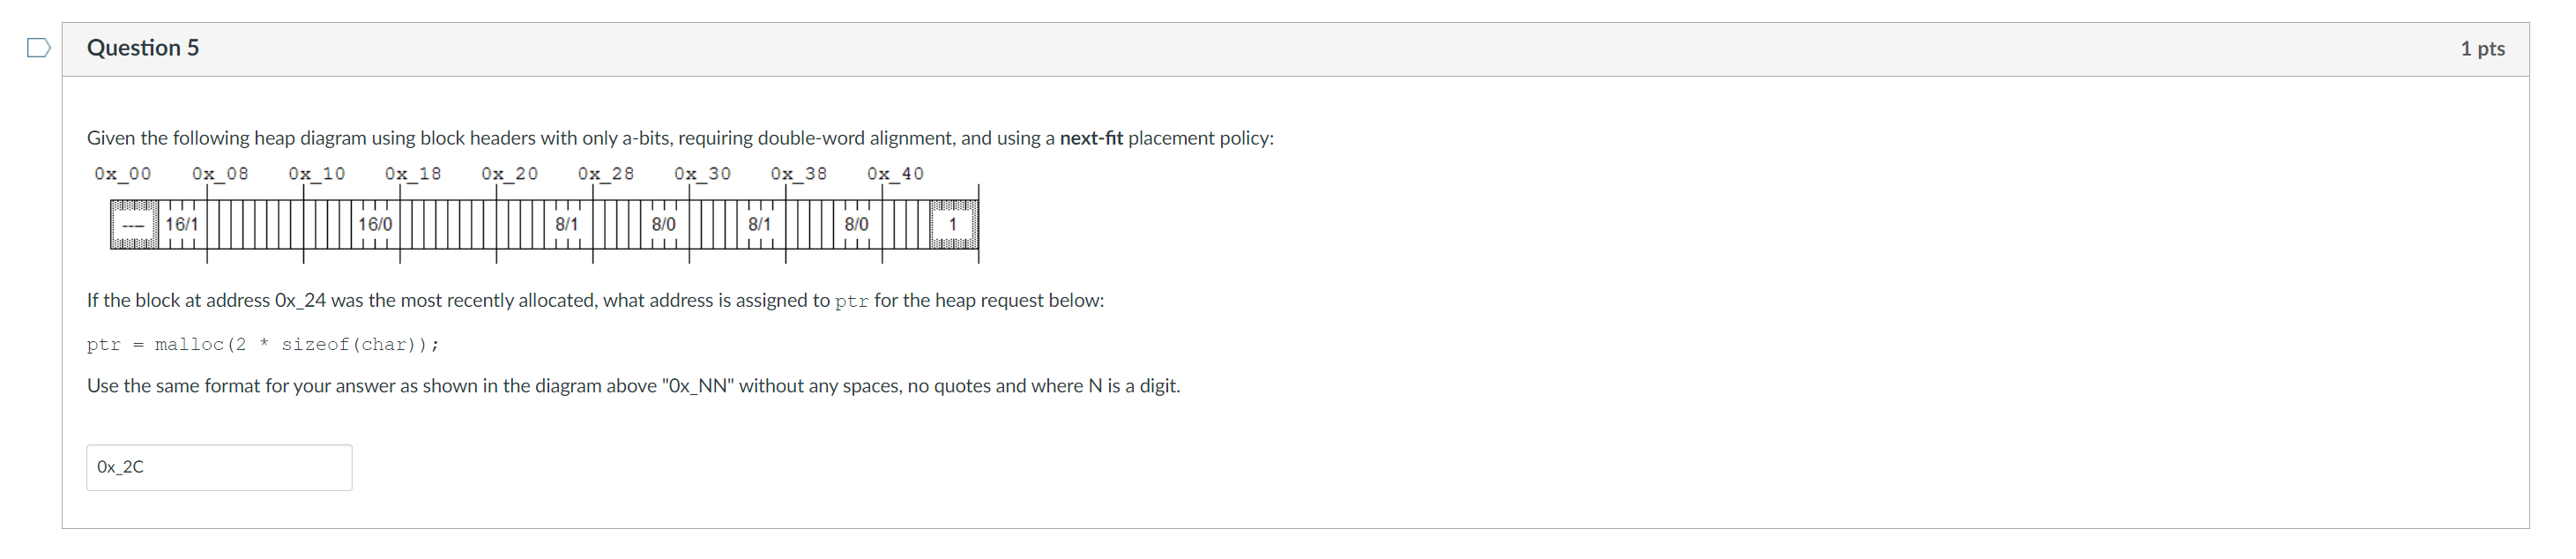 Question 5
1 pts
Given the following heap diagram using block headers with only a-bits, requiring double-word alignment, and using a next-fit placement policy:
0x_00 0x_08 0x_10 0x_18 0x_20 0x_28 0x_30 0x_38 0x_40
--- 16/1 16/0 8/1 8/0 8/1 8/0 1
If the block at address 0x_24 was the most recently allocated, what address is assigned to ptr for the heap request below:
ptr = malloc(2 * sizeof(char));
Use the same format for your answer as shown in the diagram above "0x_NN" without any spaces, no quotes and where N is a digit.
0x_2C